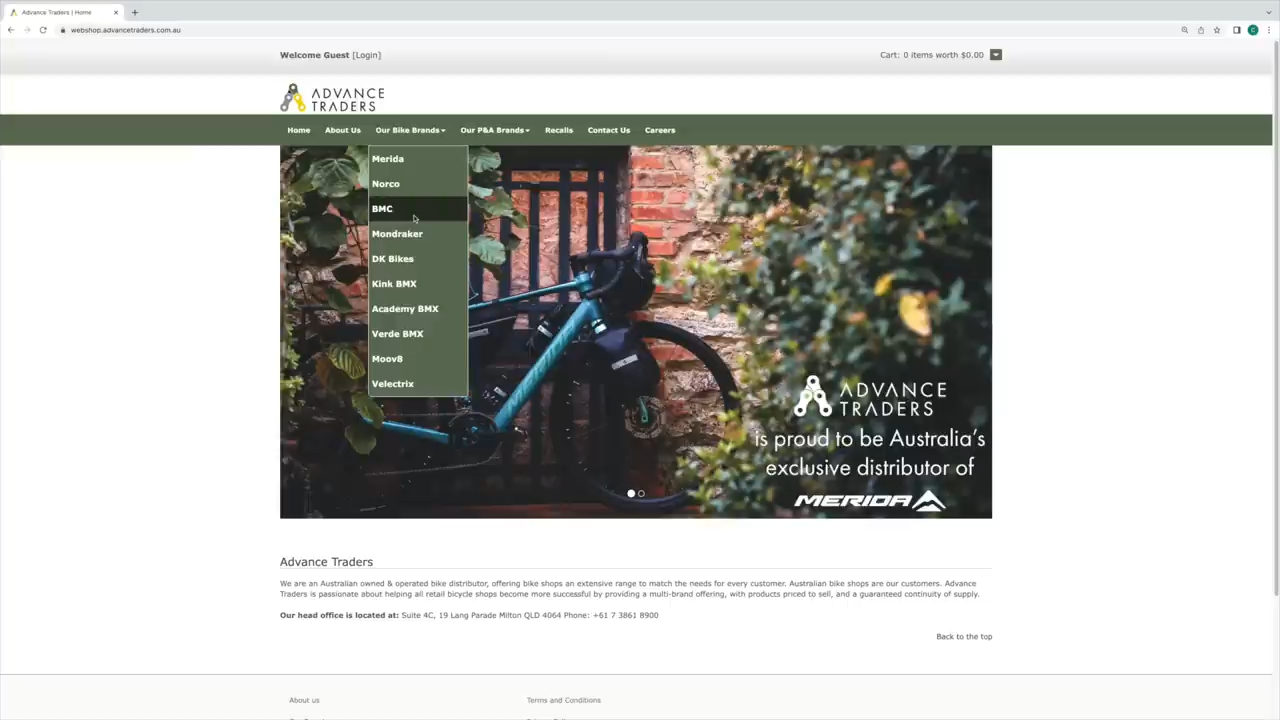 Advance Traders | Home
webshop.advancetraders.com.au
Welcome Guest [Login]
Cart: 0 items worth $0.00
ADVANCE
TRADERS
Home About Us Our Bike Brands Our P&A Brands Recalls Contact Us Careers
Merida
Norco
BMC
Mondraker
DK Bikes
Kink BMX
Academy BMX
Verde BMX
Moov8
Velectrix
ADVANCE
TRADERS
is proud to be Australia's
exclusive distributor of
MERIDA
Advance Traders
We are an Australian owned & operated bike distributor, offering bike shops an extensive range to match the needs for every customer. Australian bike shops are our customers. Advance
Traders is passionate about helping all retail bicycle shops become more successful by providing a multi-brand offering, with products priced to sell, and a guaranteed continuity of supply.
Our head office is located at: Suite 4C, 19 Lang Parade Milton QLD 4064 Phone: +61 7 3861 8900
Back to the top
About us
Terms and Conditions